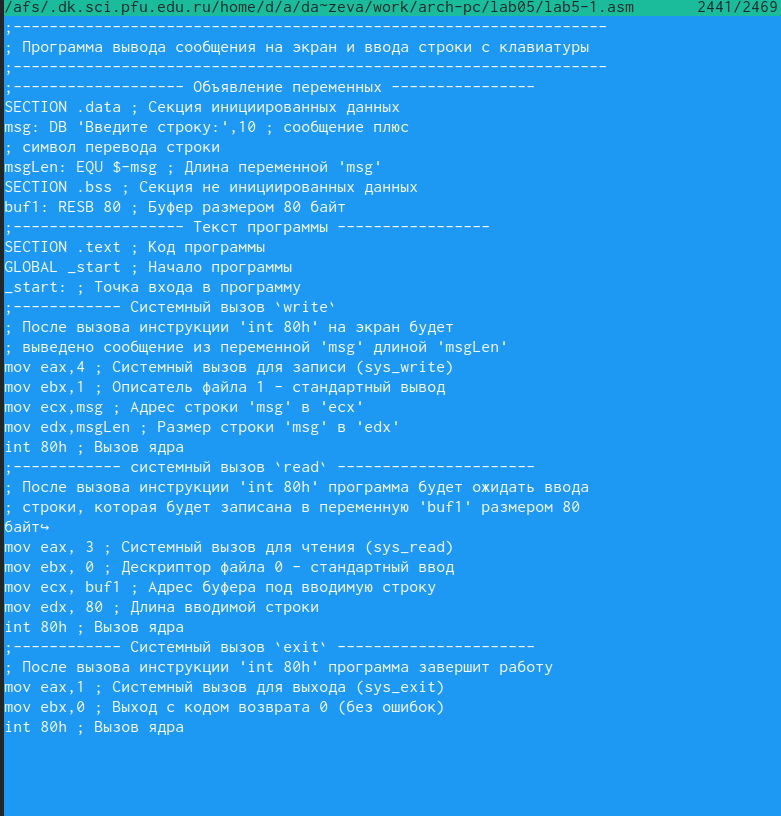 /afs/.dk.sci.pfu.edu.ru/home/d/a/da~zeva/work/arch-pc/lab05/lab5-1.asm 2441/2469
;------------------------------------------------------------------
; Программа вывода сообщения на экран и ввода строки с клавиатуры
;------------------------------------------------------------------
;------------------- Объявление переменных ----------------
SECTION .data ; Секция инициированных данных
msg: DB 'Введите строку:',10 ; сообщение плюс
; символ перевода строки
msgLen: EQU $-msg ; Длина переменной 'msg'
SECTION .bss ; Секция не инициированных данных
buf1: RESB 80 ; Буфер размером 80 байт
;------------------- Текст программы -----------------
SECTION .text ; Код программы
GLOBAL _start ; Начало программы
_start: ; Точка входа в программу
;------------ Системный вызов `write`
; После вызова инструкции 'int 80h' на экран будет
; выведено сообщение из переменной 'msg' длиной 'msgLen'
mov eax,4 ; Системный вызов для записи (sys_write)
mov ebx,1 ; Описатель файла 1 - стандартный вывод
mov ecx,msg ; Адрес строки 'msg' в 'ecx'
mov edx,msgLen ; Размер строки 'msg' в 'edx'
int 80h ; Вызов ядра
;------------ системный вызов `read` ----------------------
; После вызова инструкции 'int 80h' программа будет ожидать ввода
; строки, которая будет записана в переменную 'buf1' размером 80
байт↪
mov eax, 3 ; Системный вызов для чтения (sys_read)
mov ebx, 0 ; Дескриптор файла 0 - стандартный ввод
mov ecx, buf1 ; Адрес буфера под вводимую строку
mov edx, 80 ; Длина вводимой строки
int 80h ; Вызов ядра
;------------ Системный вызов `exit` ----------------------
; После вызова инструкции 'int 80h' программа завершит работу
mov eax,1 ; Системный вызов для выхода (sys_exit)
mov ebx,0 ; Выход с кодом возврата 0 (без ошибок)
int 80h ; Вызов ядра